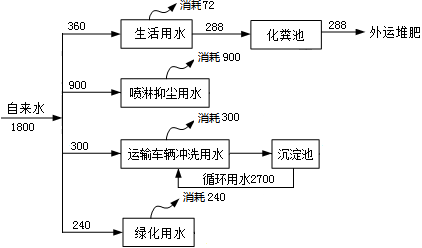 消耗72
360
生活用水
288
化粪池
288
外运堆肥
消耗900
900
喷淋抑尘用水
自来水
1800
消耗300
300
运输车辆冲洗用水
沉淀池
循环用水2700
消耗240
240
绿化用水